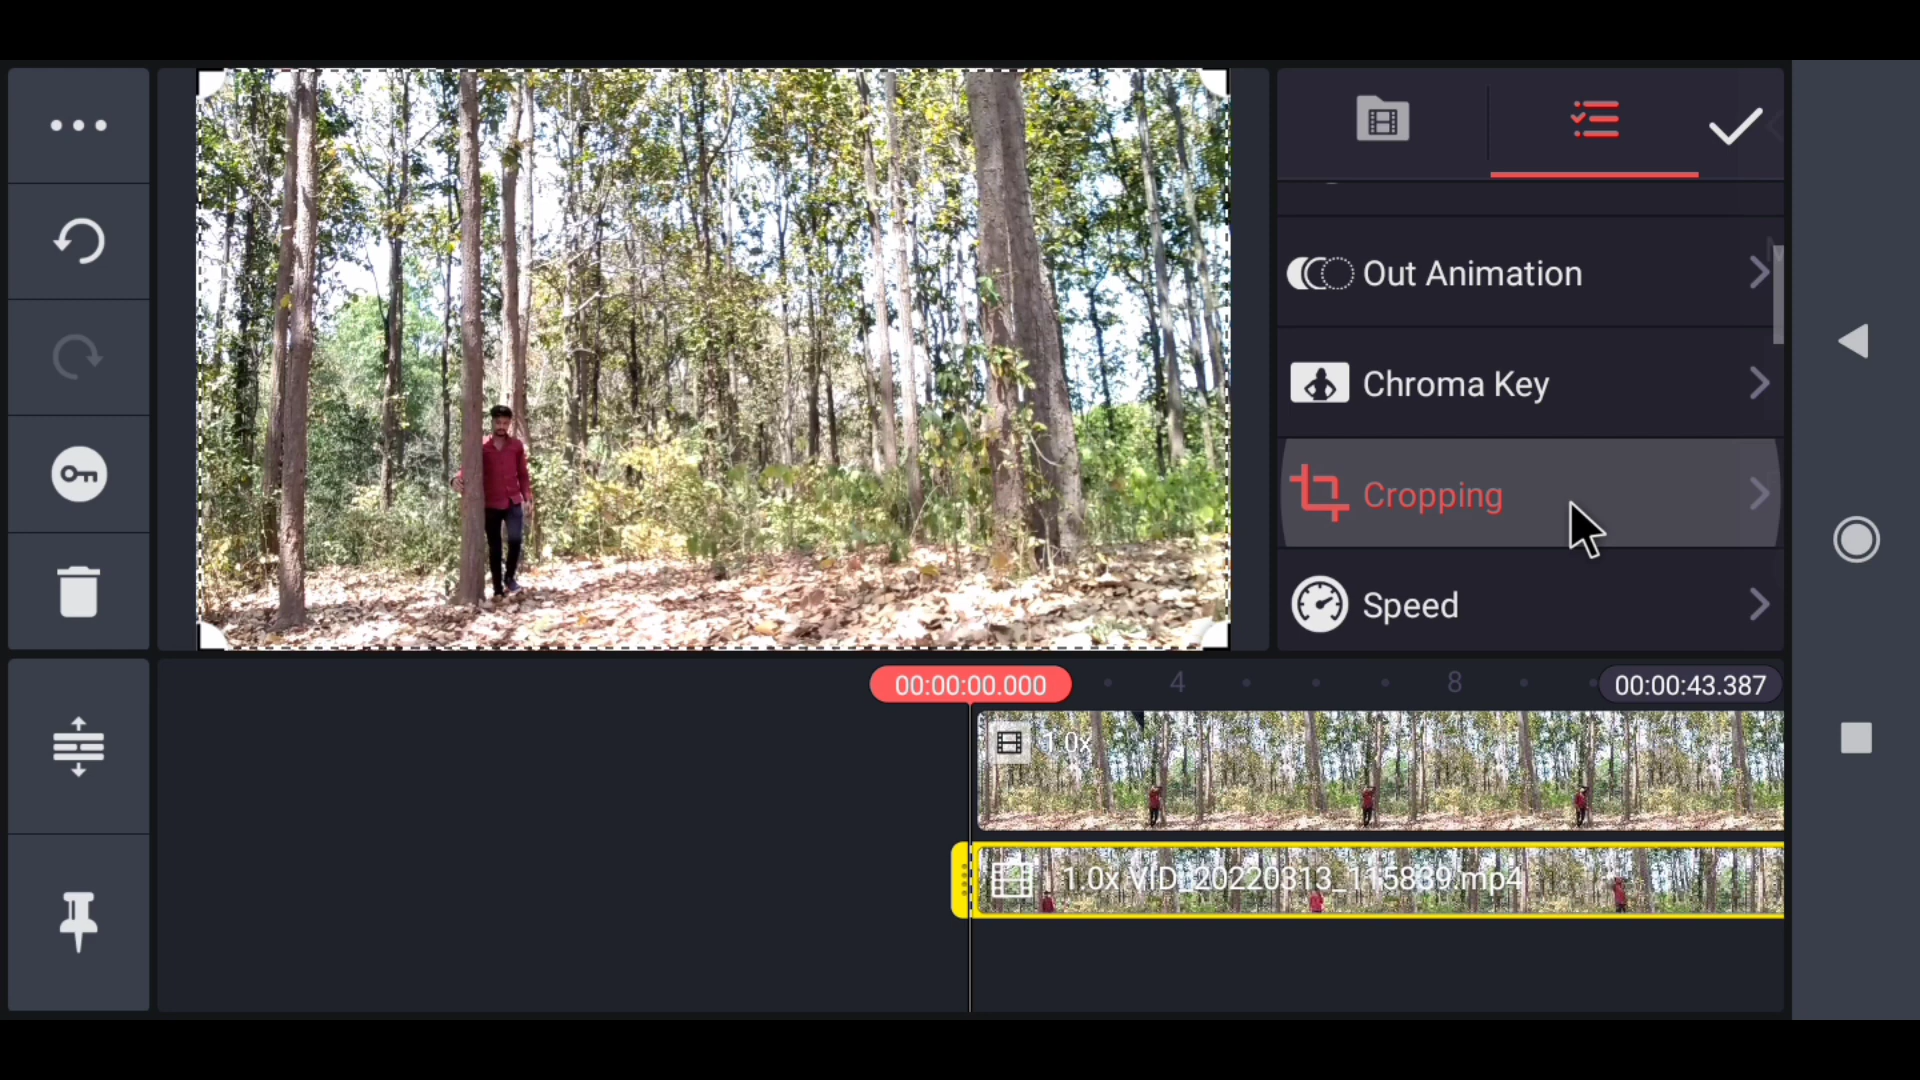 Out Animation
Chroma Key
Cropping
Speed
00:00:00.000
4
8
00:00:43.387
1.0x
1.0x VID_20220313_115839.mp4